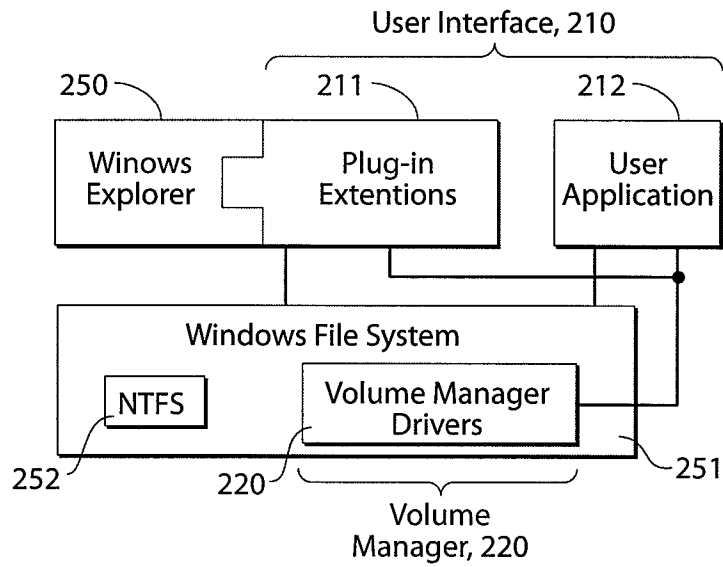 User Interface, 210
250
211
212
Winows
Explorer
Plug-in
Extentions
User
Application
Windows File System
NTFS
Volume Manager
Drivers
252
220
251
Volume
Manager, 220